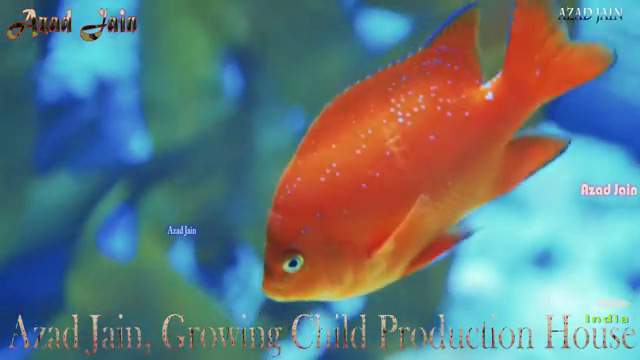 Azad Jain
AZAD JAIN
Azad Jain
Azad Jain
India
Azad Jain, Growing Child Production House